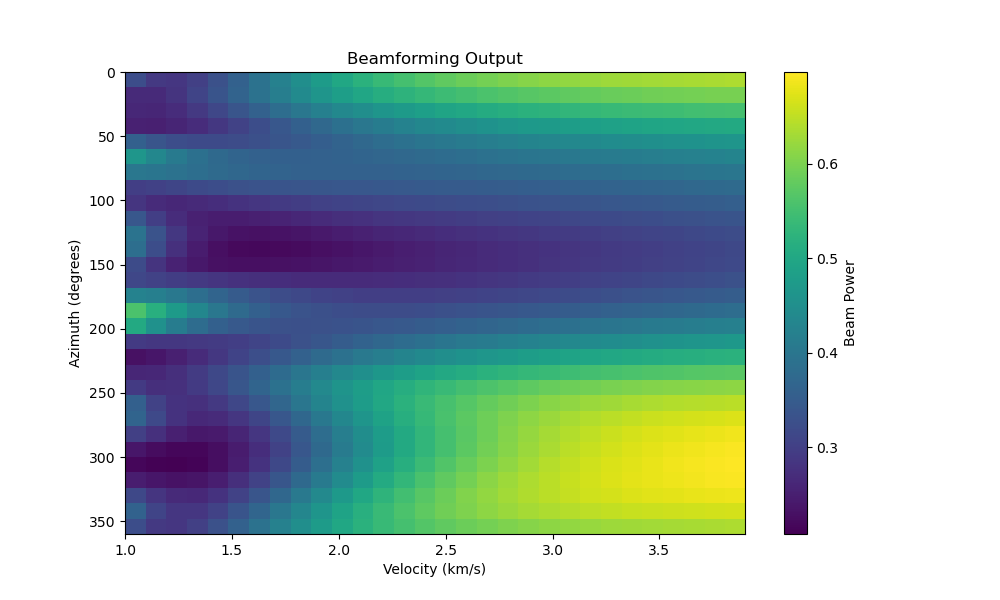 Beamforming Output
0
50
100
150
200
250
300
350
Azimuth (degrees)
1.0 1.5 2.0 2.5 3.0 3.5
Velocity (km/s)
0.6
0.5
0.4
0.3
Beam Power